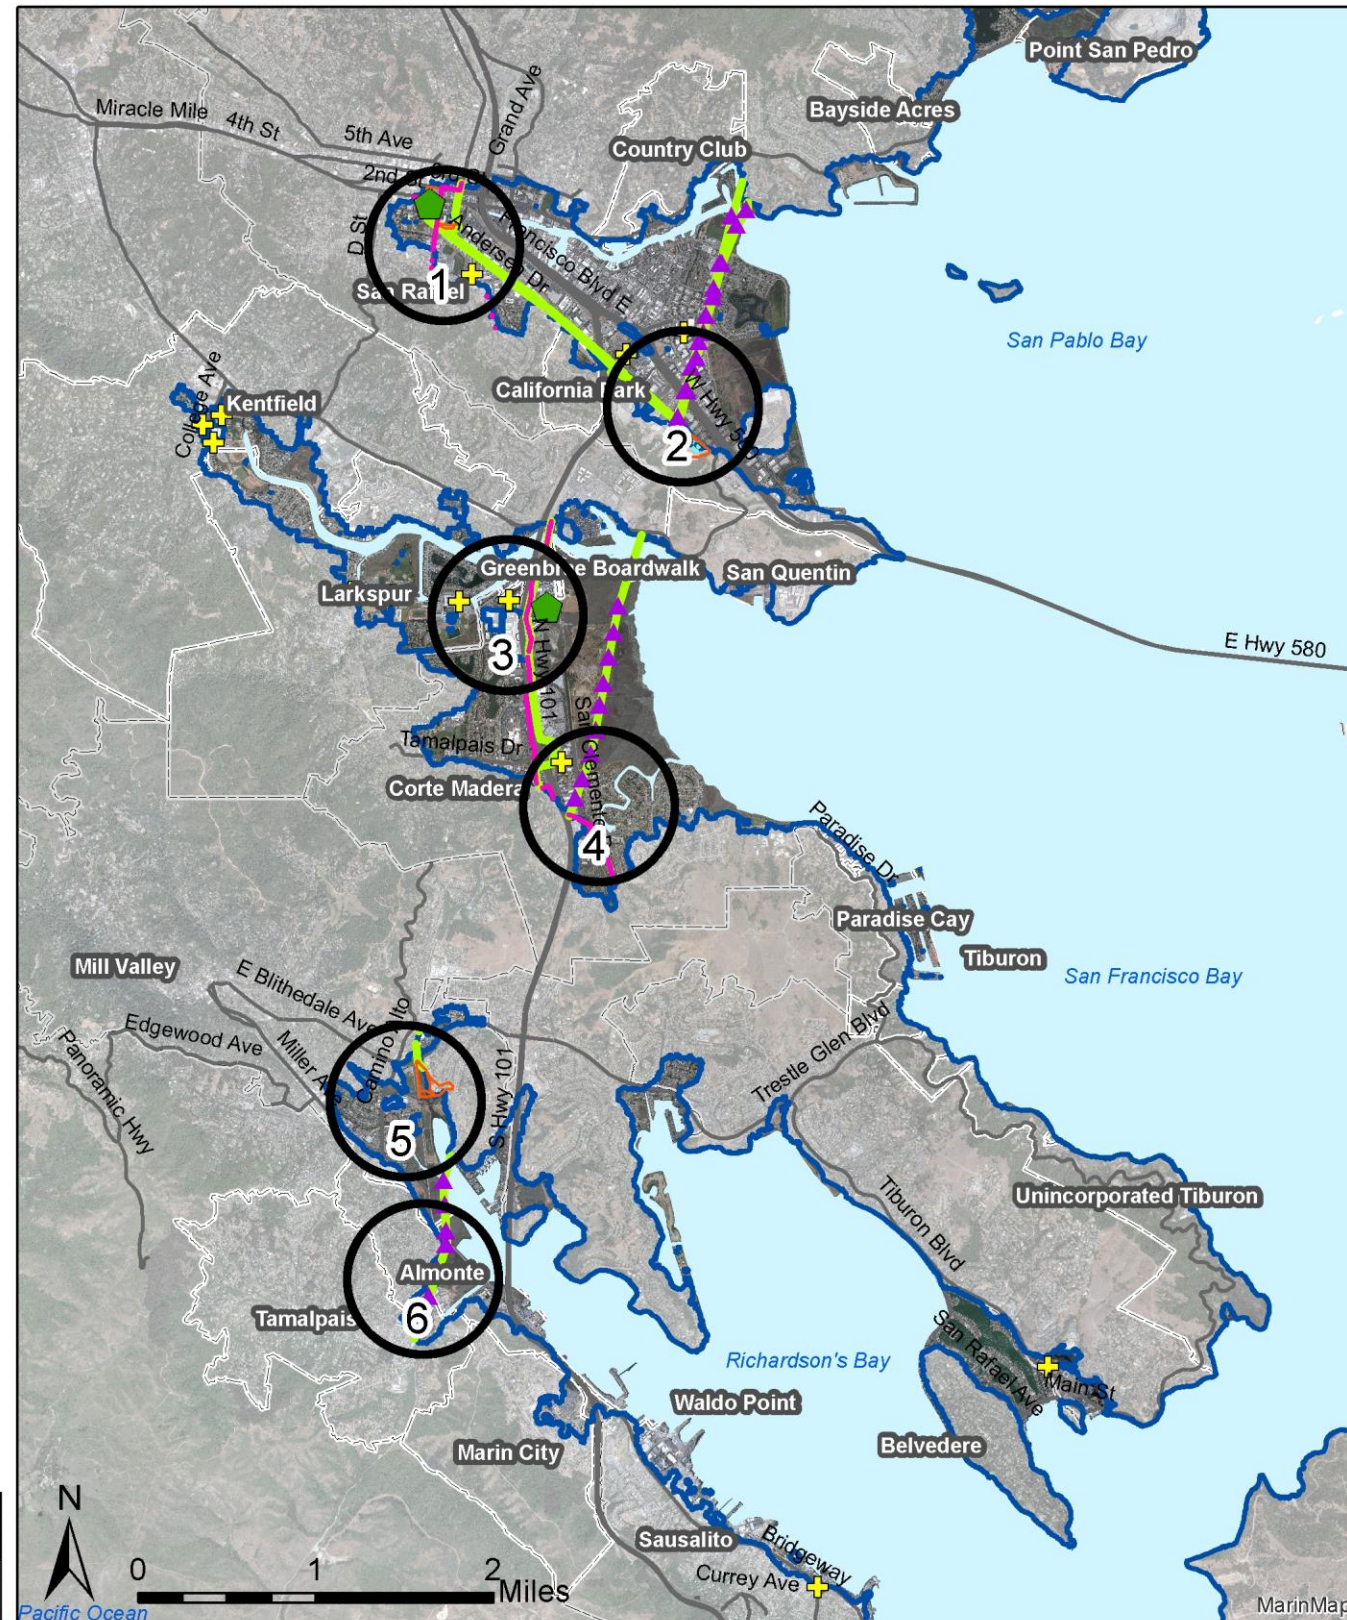 Point San Pedro
Bayside Acres
Miracle Mile
4th St
5th Ave
Grand Ave
Country Club
2nd St
3rd St
D St
Andersen Dr
Francisco Blvd E
San Rafael
1
San Pablo Bay
California Park
W Hwy 580
2
College Ave
Kentfield
Greenbrae Boardwalk
San Quentin
Larkspur
E Hwy 580
3
N Hwy 101
San Clemente
Tamalpais Dr
Corte Madera
4
Paradise Dr
Paradise Cay
Tiburon
San Francisco Bay
Mill Valley
E Blithedale Ave
Camino Alto
Edgewood Ave
Miller Ave
Panoramic Hwy
S Hwy 101
Trestle Glen Blvd
5
Unincorporated Tiburon
Tiburon Blvd
Almonte
Tamalpais
6
Richardson's Bay
San Rafael Ave
Main St
Waldo Point
Belvedere
Marin City
Sausalito
Bridgeway
Currey Ave
N
0 1 2
Miles
Pacific Ocean
MarinMap